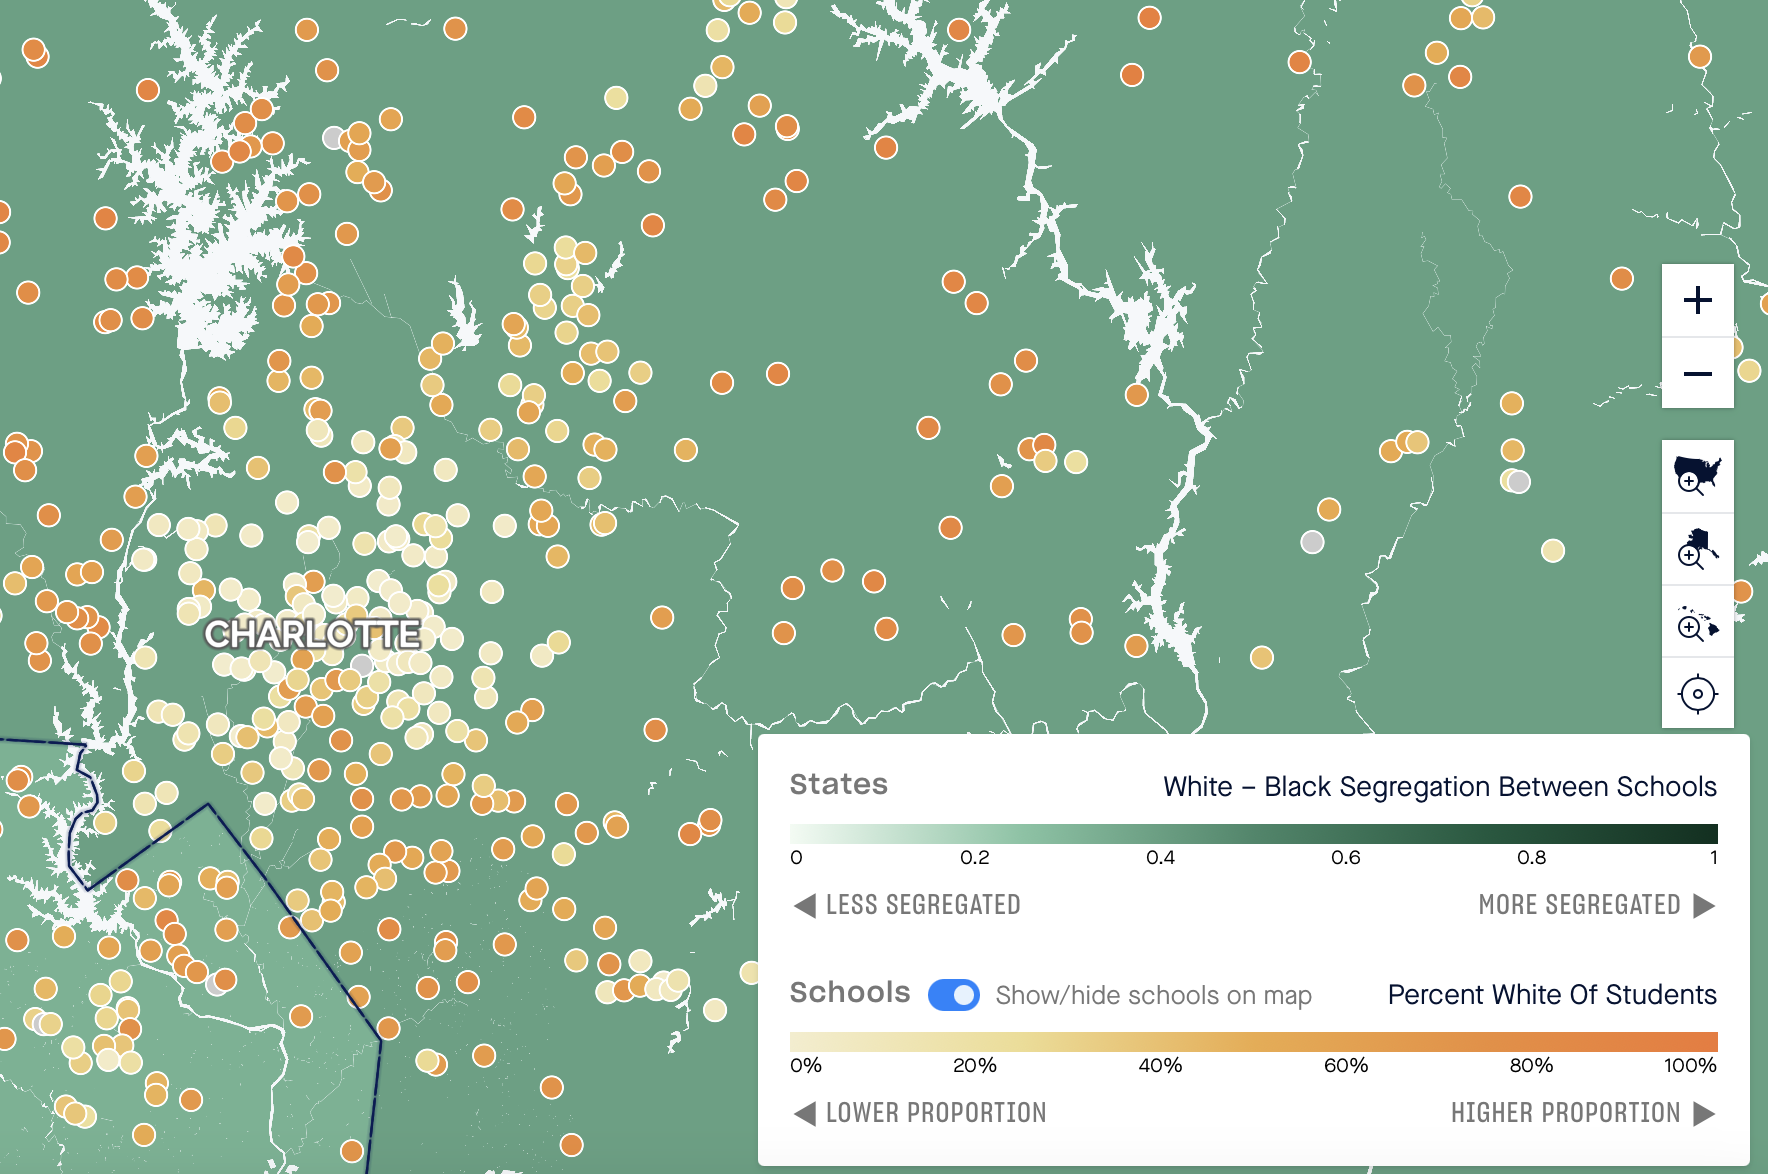 CHARLOTTE
+
−
States
White – Black Segregation Between Schools
0 0.2 0.4 0.6 0.8 1
◀ LESS SEGREGATED MORE SEGREGATED ▶
Schools Show/hide schools on map Percent White Of Students
0% 20% 40% 60% 80% 100%
◀ LOWER PROPORTION HIGHER PROPORTION ▶